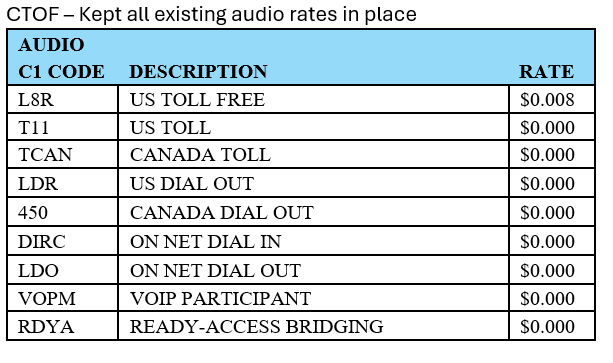 CTOF – Kept all existing audio rates in place
AUDIO
C1 CODE DESCRIPTION RATE
L8R US TOLL FREE $0.008
T11 US TOLL $0.000
TCAN CANADA TOLL $0.000
LDR US DIAL OUT $0.000
450 CANADA DIAL OUT $0.000
DIRC ON NET DIAL IN $0.000
LDO ON NET DIAL OUT $0.000
VOPM VOIP PARTICIPANT $0.000
RDYA READY-ACCESS BRIDGING $0.000